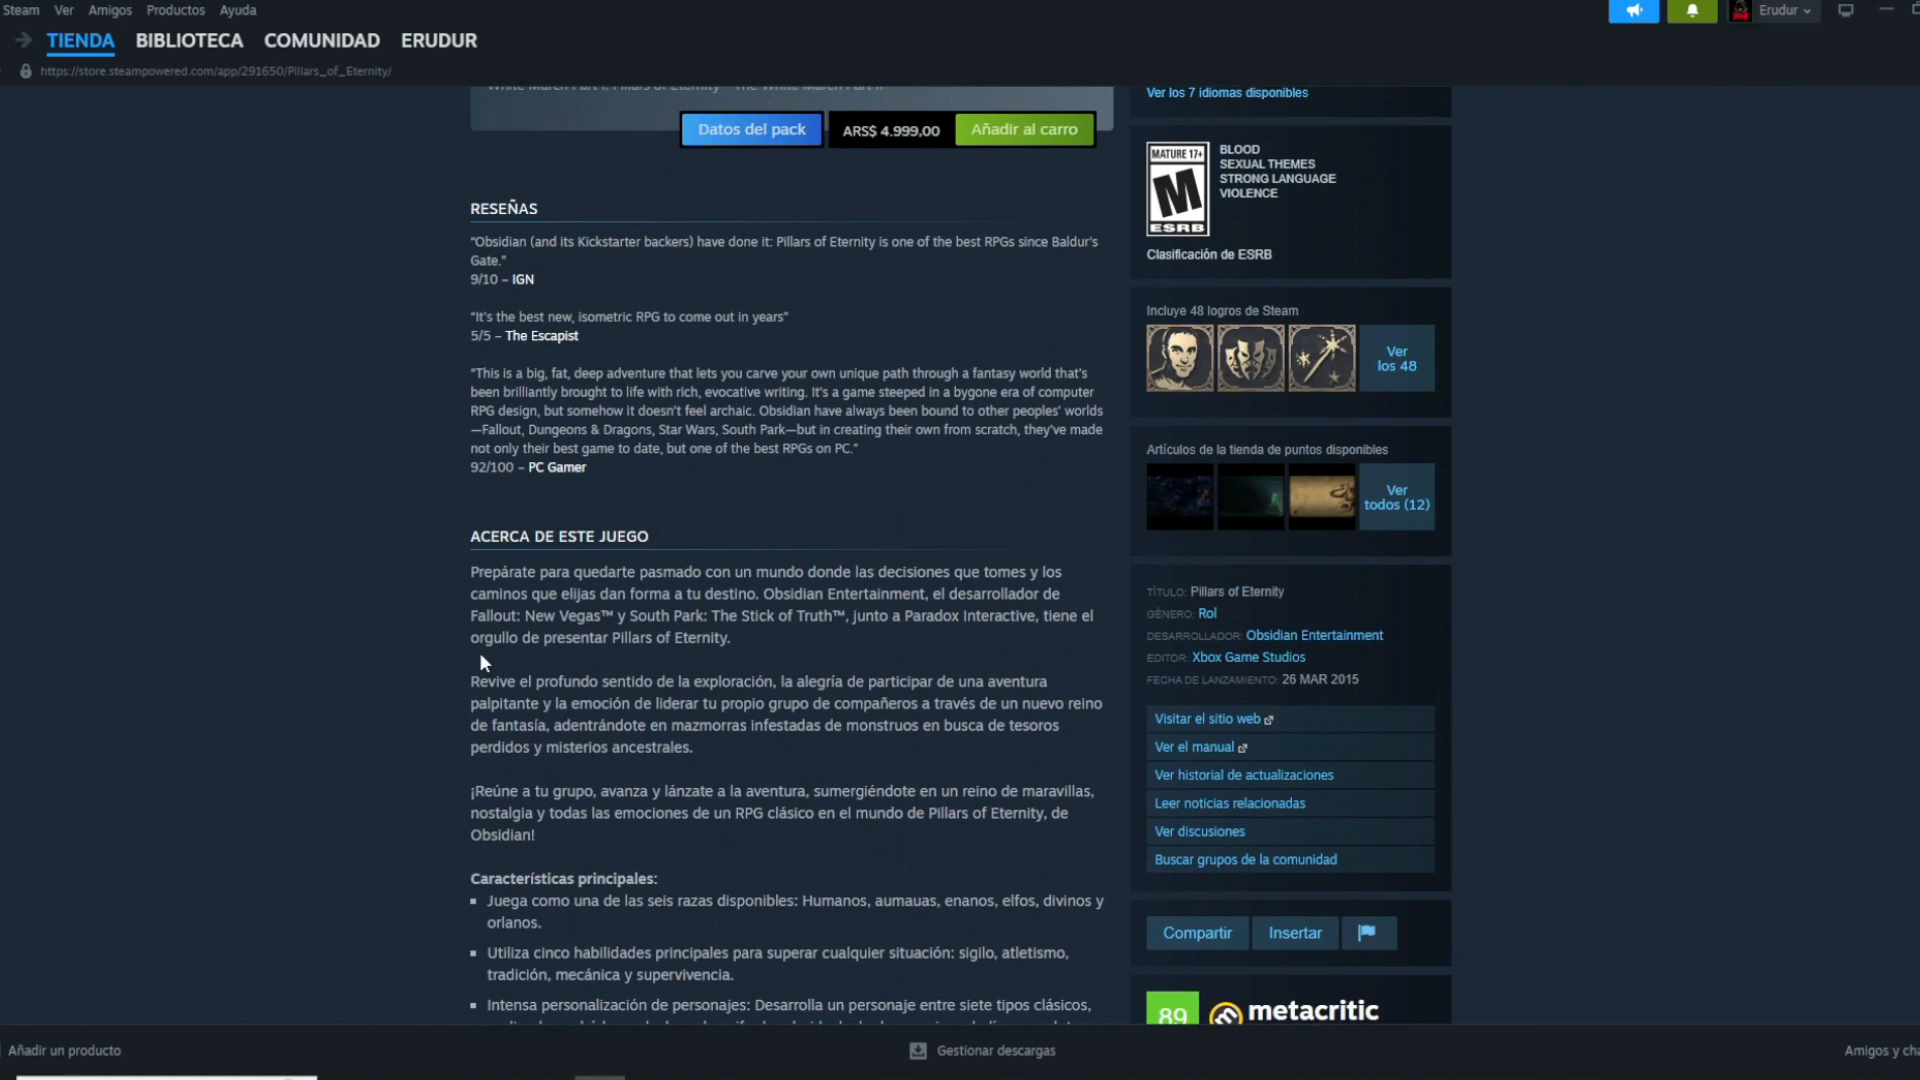 Steam Ver Amigos Productos Ayuda
Erudur
TIENDA BIBLIOTECA COMUNIDAD ERUDUR
https://store.steampowered.com/app/291650/Pillars_of_Eternity/
White March Part I, Pillars of Eternity - The White March Part II
Datos del pack ARS$ 4.999,00 Añadir al carro
RESEÑAS
“Obsidian (and its Kickstarter backers) have done it: Pillars of Eternity is one of the best RPGs since Baldur's
Gate.”
9/10 – IGN
“It's the best new, isometric RPG to come out in years”
5/5 – The Escapist
“This is a big, fat, deep adventure that lets you carve your own unique path through a fantasy world that's
been brilliantly brought to life with rich, evocative writing. It's a game steeped in a bygone era of computer
RPG design, but somehow it doesn't feel archaic. Obsidian have always been bound to other peoples' worlds
—Fallout, Dungeons & Dragons, Star Wars, South Park—but in creating their own from scratch, they've made
not only their best game to date, but one of the best RPGs on PC.”
92/100 – PC Gamer
ACERCA DE ESTE JUEGO
Prepárate para quedarte pasmado con un mundo donde las decisiones que tomes y los
caminos que elijas dan forma a tu destino. Obsidian Entertainment, el desarrollador de
Fallout: New Vegas™ y South Park: The Stick of Truth™, junto a Paradox Interactive, tiene el
orgullo de presentar Pillars of Eternity.
Revive el profundo sentido de la exploración, la alegría de participar de una aventura
palpitante y la emoción de liderar tu propio grupo de compañeros a través de un nuevo reino
de fantasía, adentrándote en mazmorras infestadas de monstruos en busca de tesoros
perdidos y misterios ancestrales.
¡Reúne a tu grupo, avanza y lánzate a la aventura, sumergiéndote en un reino de maravillas,
nostalgia y todas las emociones de un RPG clásico en el mundo de Pillars of Eternity, de
Obsidian!
Características principales:
Juega como una de las seis razas disponibles: Humanos, aumauas, enanos, elfos, divinos y
orlanos.
Utiliza cinco habilidades principales para superar cualquier situación: sigilo, atletismo,
tradición, mecánica y supervivencia.
Intensa personalización de personajes: Desarrolla un personaje entre siete tipos clásicos,
Ver los 7 idiomas disponibles
MATURE 17+
M
ESRB
BLOOD
SEXUAL THEMES
STRONG LANGUAGE
VIOLENCE
Clasificación de ESRB
Incluye 48 logros de Steam
Ver
los 48
Artículos de la tienda de puntos disponibles
Ver
todos (12)
TÍTULO: Pillars of Eternity
GÉNERO: Rol
DESARROLLADOR: Obsidian Entertainment
EDITOR: Xbox Game Studios
FECHA DE LANZAMIENTO: 26 MAR 2015
Visitar el sitio web
Ver el manual
Ver historial de actualizaciones
Leer noticias relacionadas
Ver discusiones
Buscar grupos de la comunidad
Compartir Insertar
89 metacritic
Añadir un producto
Gestionar descargas
Amigos y cha